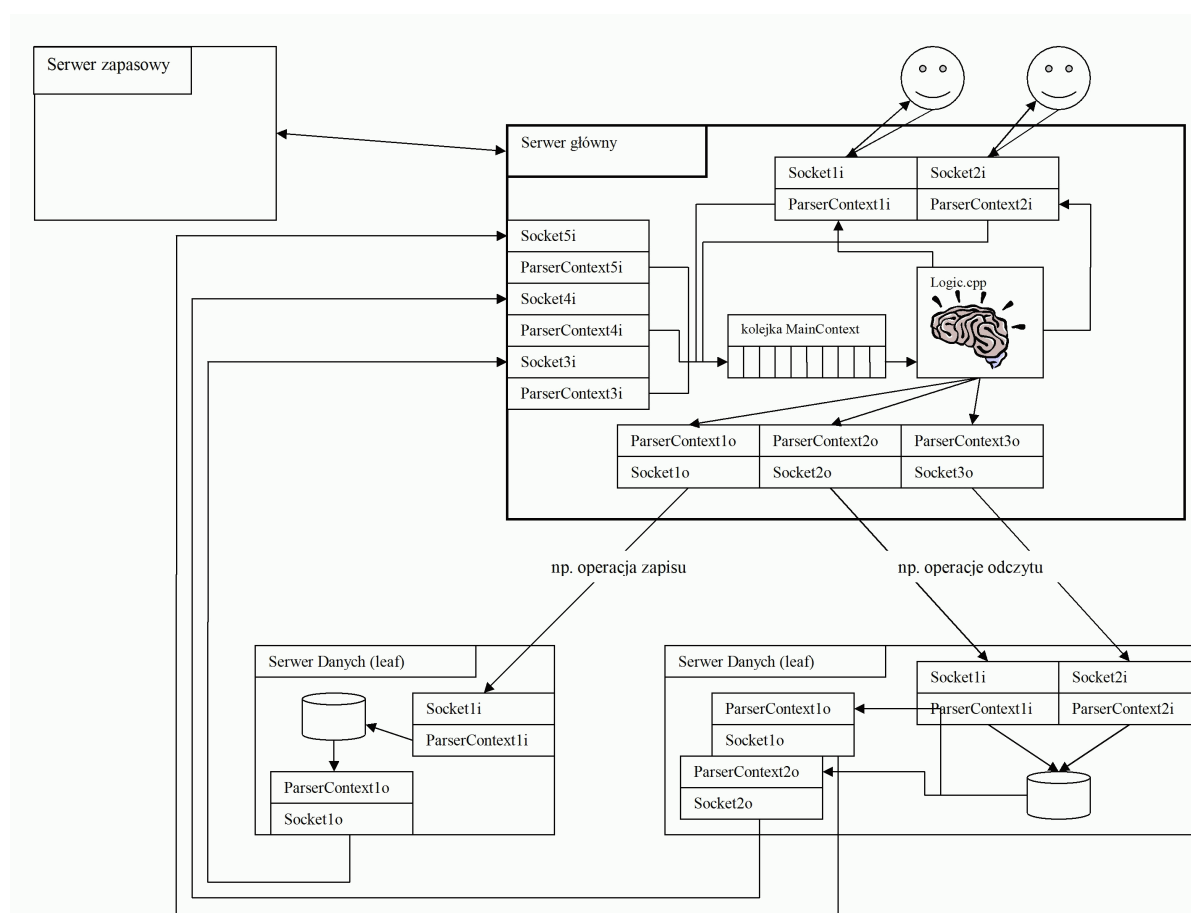 Serwer zapasowy
Serwer główny
Socket1i
Socket2i
ParserContext1i
ParserContext2i
Socket5i
ParserContext5i
Socket4i
ParserContext4i
Socket3i
ParserContext3i
Logic.cpp
kolejka MainContext
ParserContext1o
ParserContext2o
ParserContext3o
Socket1o
Socket2o
Socket3o
np. operacja zapisu
np. operacje odczytu
Serwer Danych (leaf)
Socket1i
ParserContext1i
ParserContext1o
Socket1o
Serwer Danych (leaf)
Socket1i
Socket2i
ParserContext1i
ParserContext2i
ParserContext1o
Socket1o
ParserContext2o
Socket2o